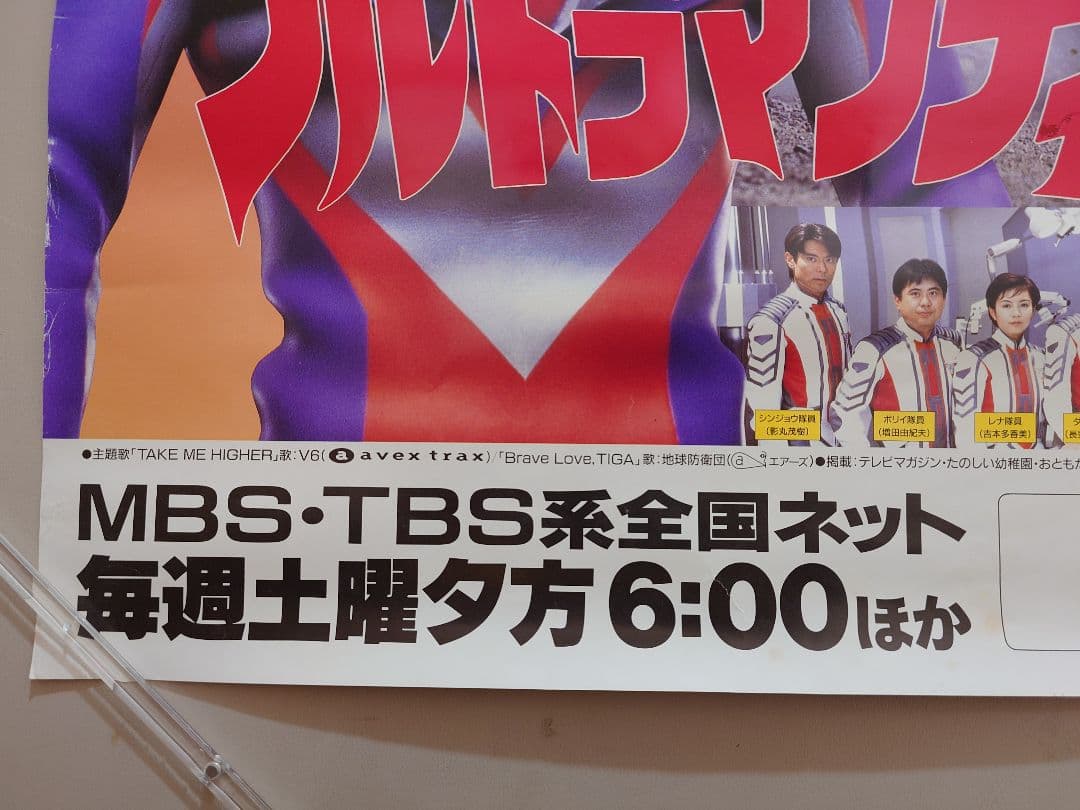 ウルトラマンティ
シンジョウ隊員
(影丸茂樹)
ホリイ隊員
(増田由紀夫)
レナ隊員
(吉本多香美)
●主題歌「TAKE ME HIGHER」歌:V6(a avex trax)/「Brave Love,TIGA」歌:地球防衛団(a エアーズ)●掲載:テレビマガジン・たのしい幼稚園・おともだ
MBS・TBS系全国ネット
毎週土曜夕方6:00ほか